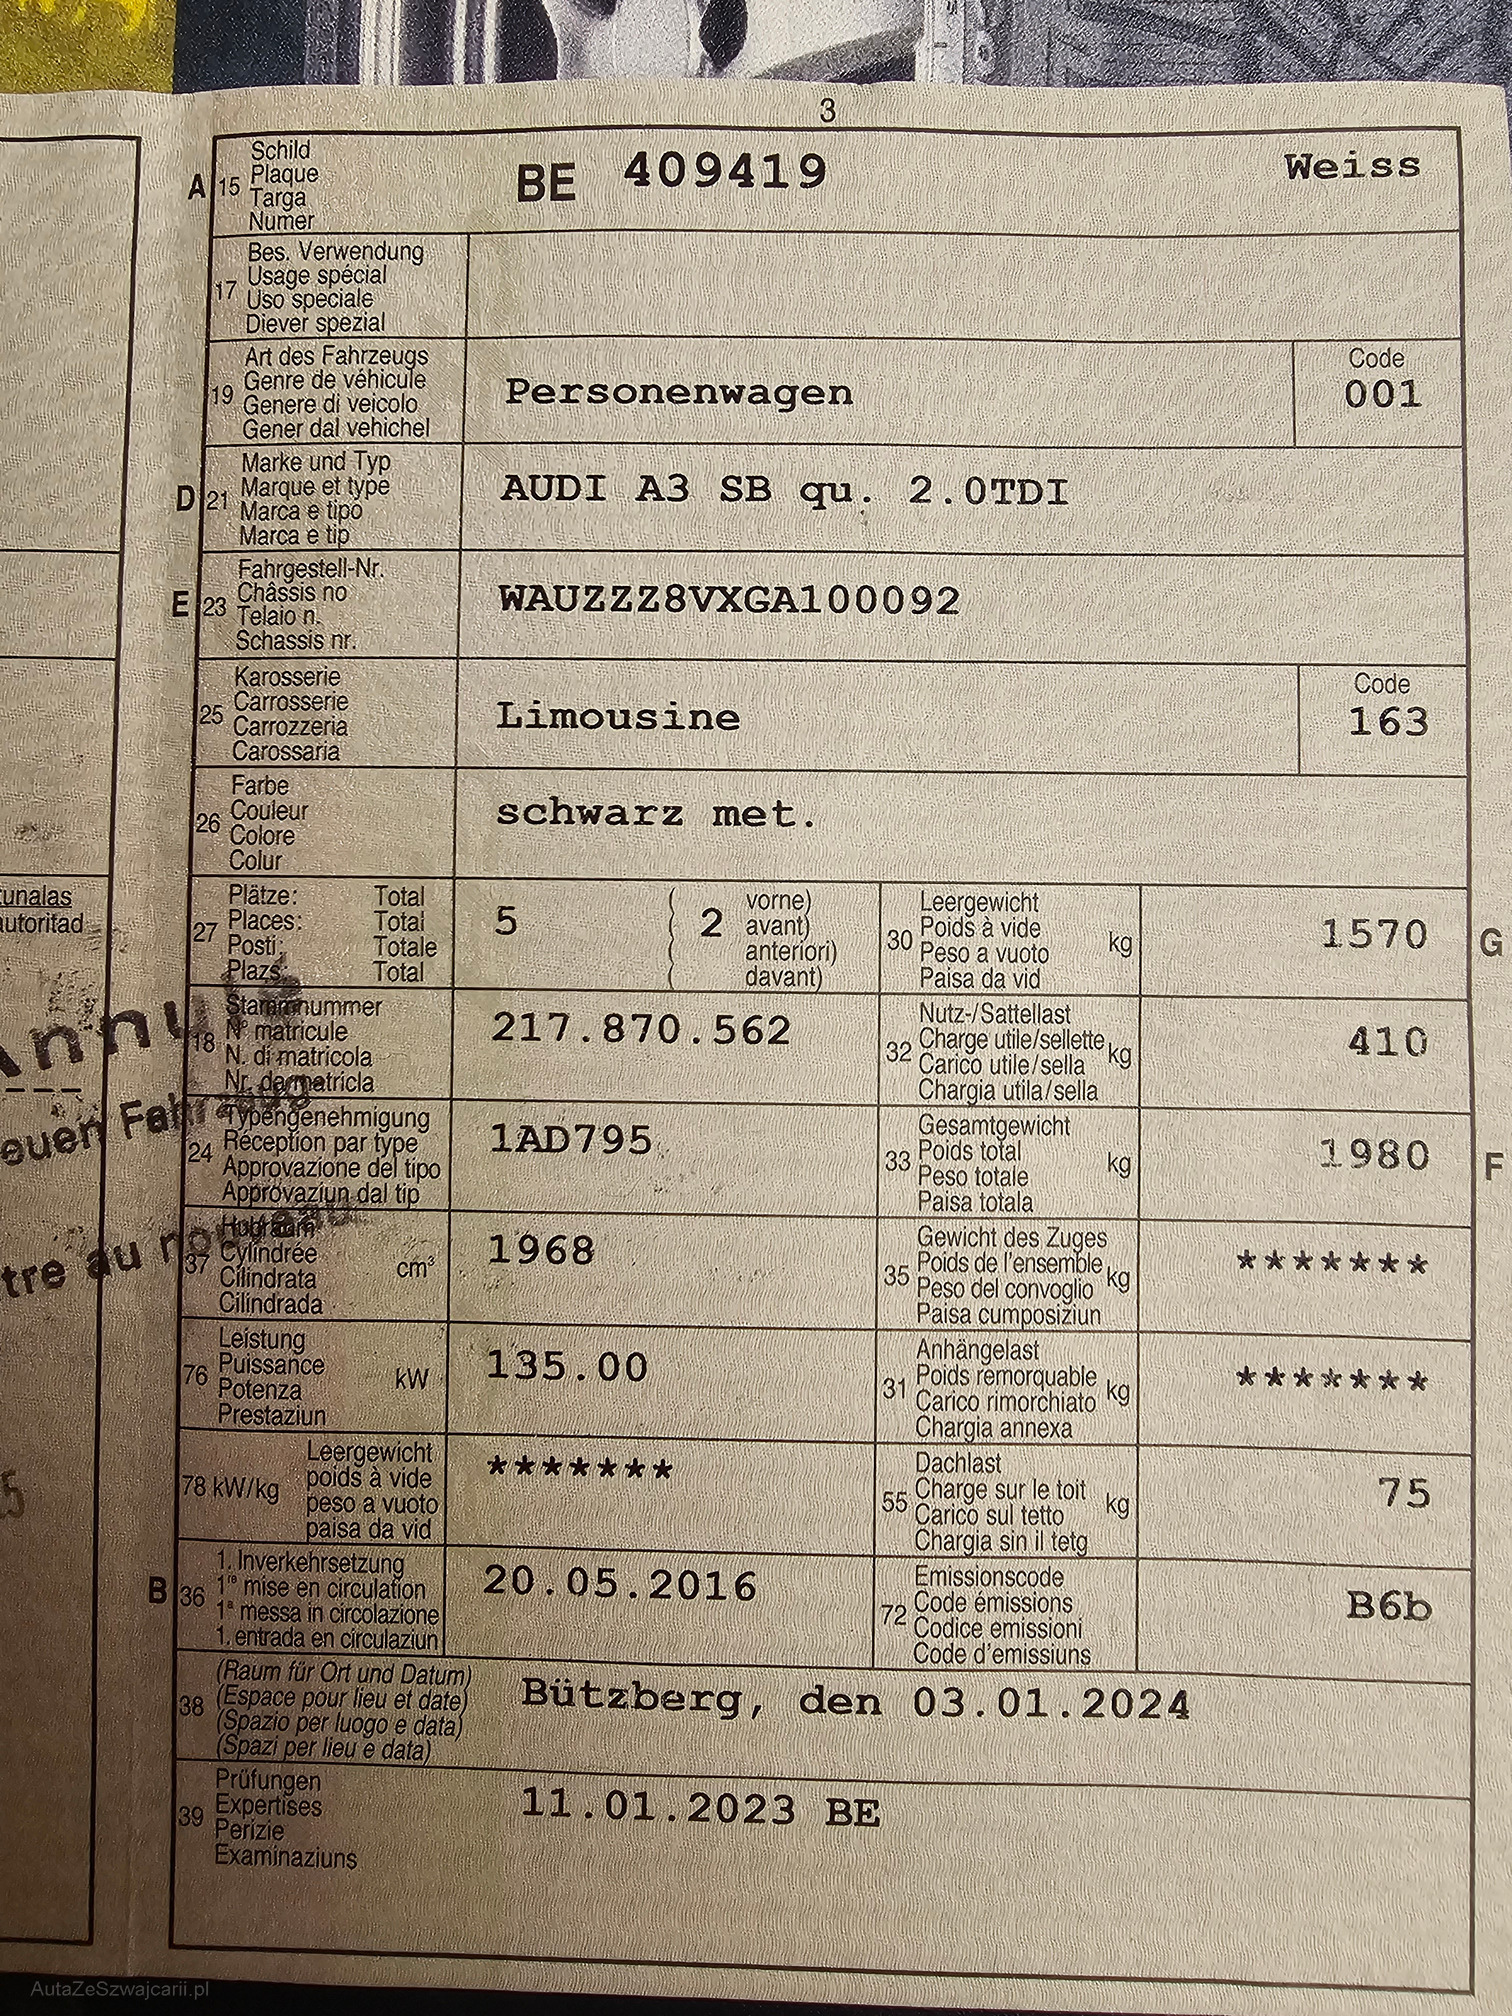 3
A 15 Schild BE 409419 Weiss
Plaque
Targa
Numer
17 Bes. Verwendung
Usage spécial
Uso speciale
Diever spezial
19 Art des Fahrzeugs Personenwagen Code
Genre de véhicule 001
Genere di veicolo
Gener dal vehichel
D 21 Marke und Typ AUDI A3 SB qu. 2.0TDI
Marque et type
Marca e tipo
Marca e tip
E 23 Fahrgestell-Nr. WAUZZZ8VXGA100092
Châssis no
Telaio n.
Schassis nr.
25 Karosserie Limousine Code
Carrosserie 163
Carrozzeria
Carossaria
26 Farbe schwarz met.
Couleur
Colore
Colur
27 Plätze: Total 5 ( 2 vorne)
Places: Total avant)
Posti: Totale anteriori)
Plazs: Total davant)
30 Leergewicht kg 1570 G
Poids à vide
Peso a vuoto
Paisa da vid
18 Stammnummer 217.870.562
N° matricule
N. di matricola
Nr. da matricla
32 Nutz-/Sattellast kg 410
Charge utile/sellette
Carico utile/sella
Chargia utila/sella
24 Typengenehmigung 1AD795
Réception par type
Approvazione del tipo
Approvaziun dal tip
33 Gesamtgewicht kg 1980 F
Poids total
Peso totale
Paisa totala
37 Hubraum cm³ 1968
Cylindrée
Cilindrata
Cilindrada
35 Gewicht des Zuges kg *******
Poids de l'ensemble
Peso del convoglio
Paisa cumposiziun
76 Leistung kW 135.00
Puissance
Potenza
Prestaziun
31 Anhängelast kg *******
Poids remorquable
Carico rimorchiato
Chargia annexa
78 kW/kg Leergewicht *******
poids à vide
peso a vuoto
paisa da vid
55 Dachlast kg 75
Charge sur le toit
Carico sul tetto
Chargia sin il tetg
B 36 1. Inverkehrsetzung 20.05.2016
1re mise en circulation
1a messa in circolazione
1. entrada en circulaziun
72 Emissionscode B6b
Code émissions
Codice emissioni
Code d'emissiuns
38 (Raum für Ort und Datum) Bützberg, den 03.01.2024
(Espace pour lieu et date)
(Spazio per luogo e data)
(Spazi per lieu e data)
39 Prüfungen 11.01.2023 BE
Expertises
Perizie
Examinaziuns
unalas
autoritad
Annulé
euen Fahrzeug
tre au nouveau
5
AutaZeSzwajcarii.pl